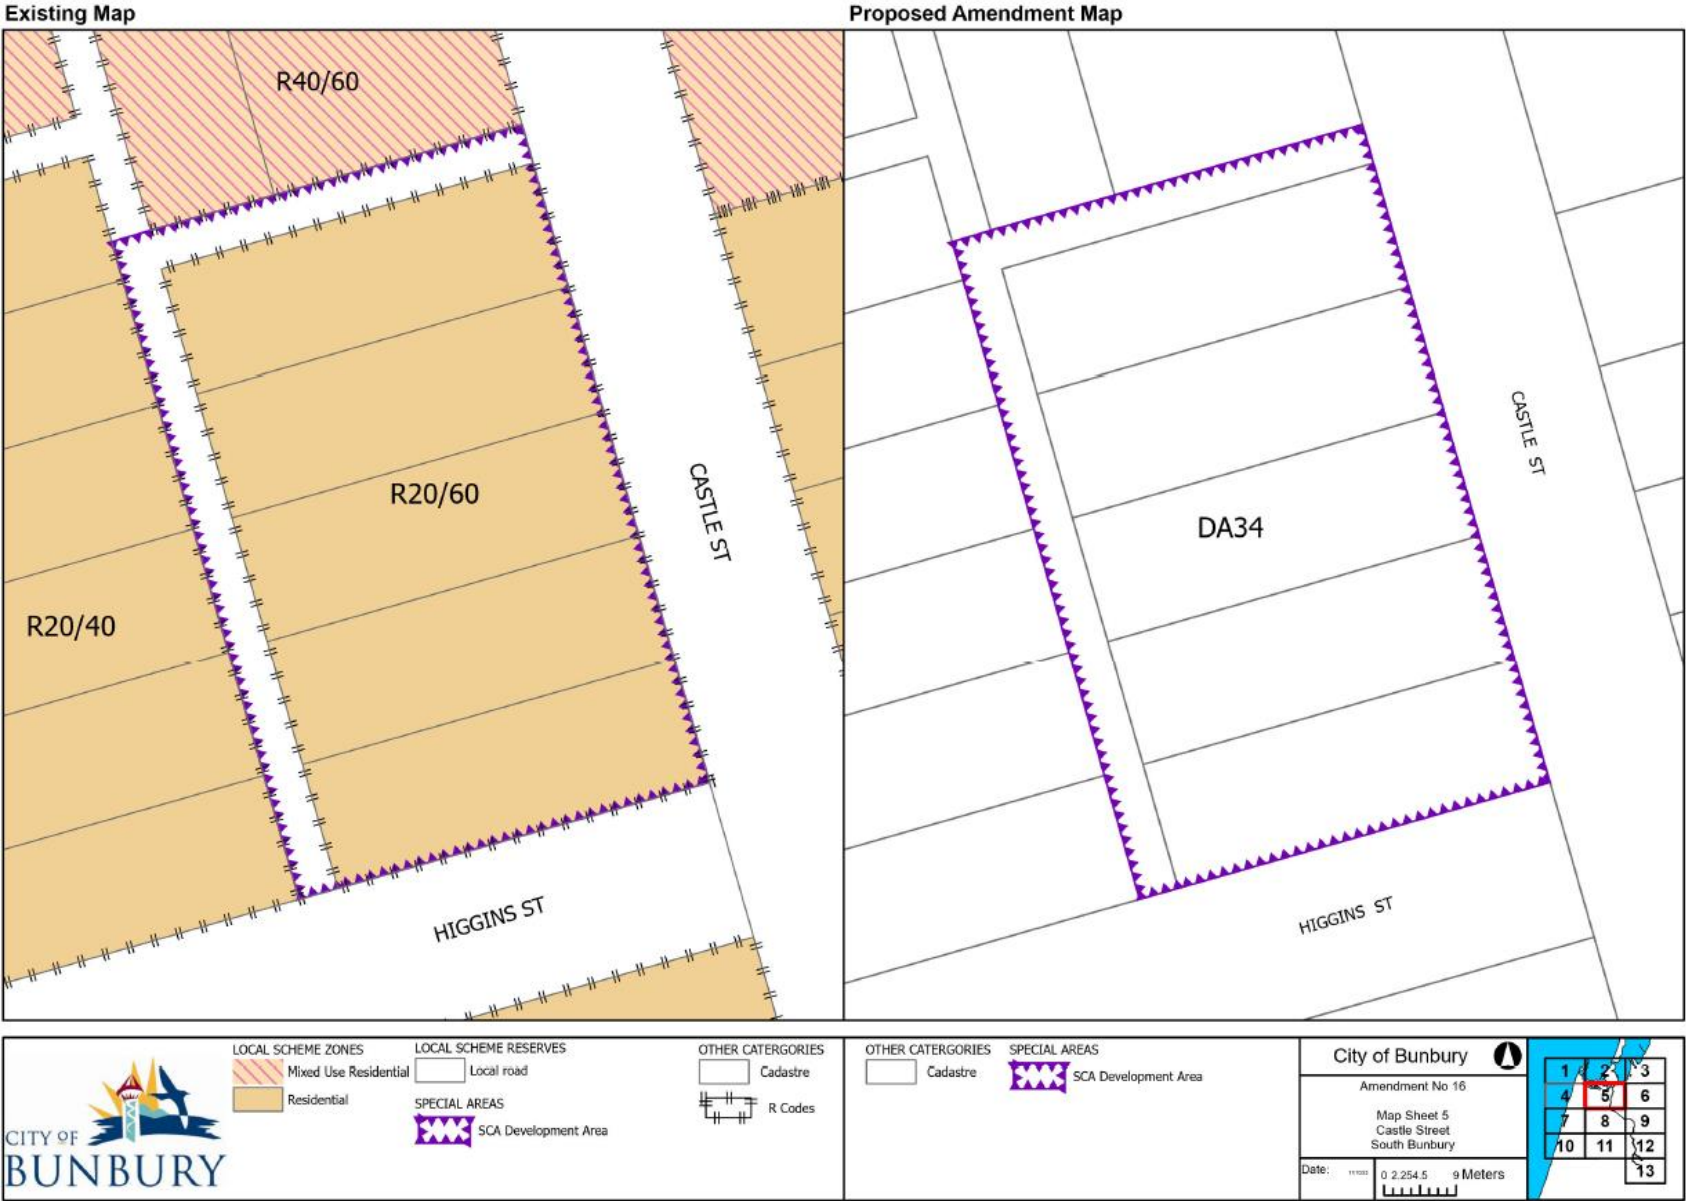 Existing Map
Proposed Amendment Map
R40/60
R20/60
R20/40
CASTLE ST
HIGGINS ST
CASTLE ST
DA34
HIGGINS ST
LOCAL SCHEME ZONES
Mixed Use Residential
Residential
LOCAL SCHEME RESERVES
Local road
SPECIAL AREAS
SCA Development Area
OTHER CATERGORIES
Cadastre
R Codes
OTHER CATERGORIES
Cadastre
SPECIAL AREAS
SCA Development Area
CITY OF
BUNBURY
City of Bunbury
Amendment No 16
Map Sheet 5
Castle Street
South Bunbury
Date:
0 2.254.5 9 Meters
1 2 3
4 5 6
7 8 9
10 11 12
13